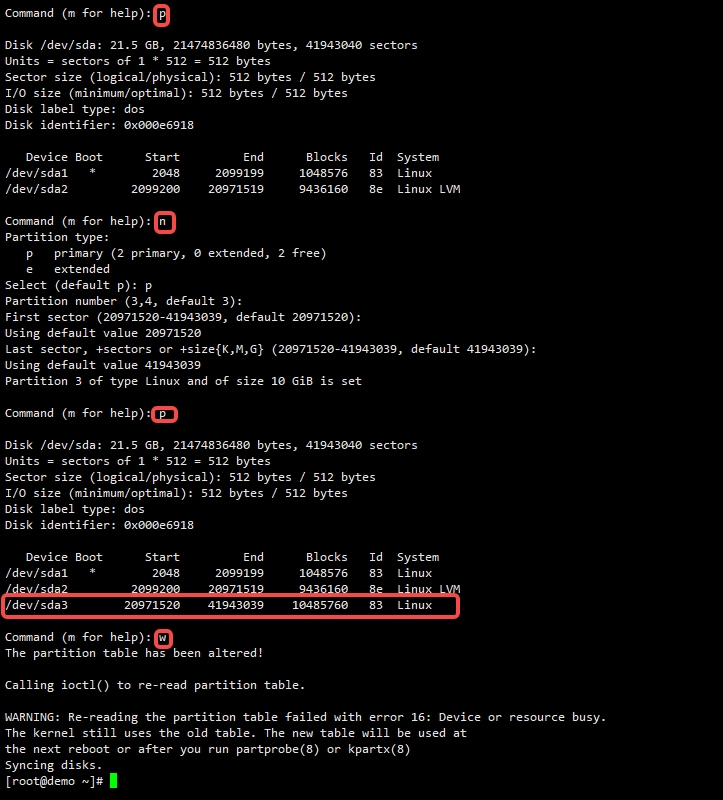 Command (m for help): p
Disk /dev/sda: 21.5 GB, 21474836480 bytes, 41943040 sectors
Units = sectors of 1 * 512 = 512 bytes
Sector size (logical/physical): 512 bytes / 512 bytes
I/O size (minimum/optimal): 512 bytes / 512 bytes
Disk label type: dos
Disk identifier: 0x000e6918
Device Boot Start End Blocks Id System
/dev/sda1 * 2048 2099199 1048576 83 Linux
/dev/sda2 2099200 20971519 9436160 8e Linux LVM
Command (m for help): n
Partition type:
p primary (2 primary, 0 extended, 2 free)
e extended
Select (default p): p
Partition number (3,4, default 3):
First sector (20971520-41943039, default 20971520):
Using default value 20971520
Last sector, +sectors or +size{K,M,G} (20971520-41943039, default 41943039):
Using default value 41943039
Partition 3 of type Linux and of size 10 GiB is set
Command (m for help): p
Disk /dev/sda: 21.5 GB, 21474836480 bytes, 41943040 sectors
Units = sectors of 1 * 512 = 512 bytes
Sector size (logical/physical): 512 bytes / 512 bytes
I/O size (minimum/optimal): 512 bytes / 512 bytes
Disk label type: dos
Disk identifier: 0x000e6918
Device Boot Start End Blocks Id System
/dev/sda1 * 2048 2099199 1048576 83 Linux
/dev/sda2 2099200 20971519 9436160 8e Linux LVM
/dev/sda3 20971520 41943039 10485760 83 Linux
Command (m for help): w
The partition table has been altered!
Calling ioctl() to re-read partition table.
WARNING: Re-reading the partition table failed with error 16: Device or resource busy.
The kernel still uses the old table. The new table will be used at
the next reboot or after you run partprobe(8) or kpartx(8)
Syncing disks.
[root@demo ~]#